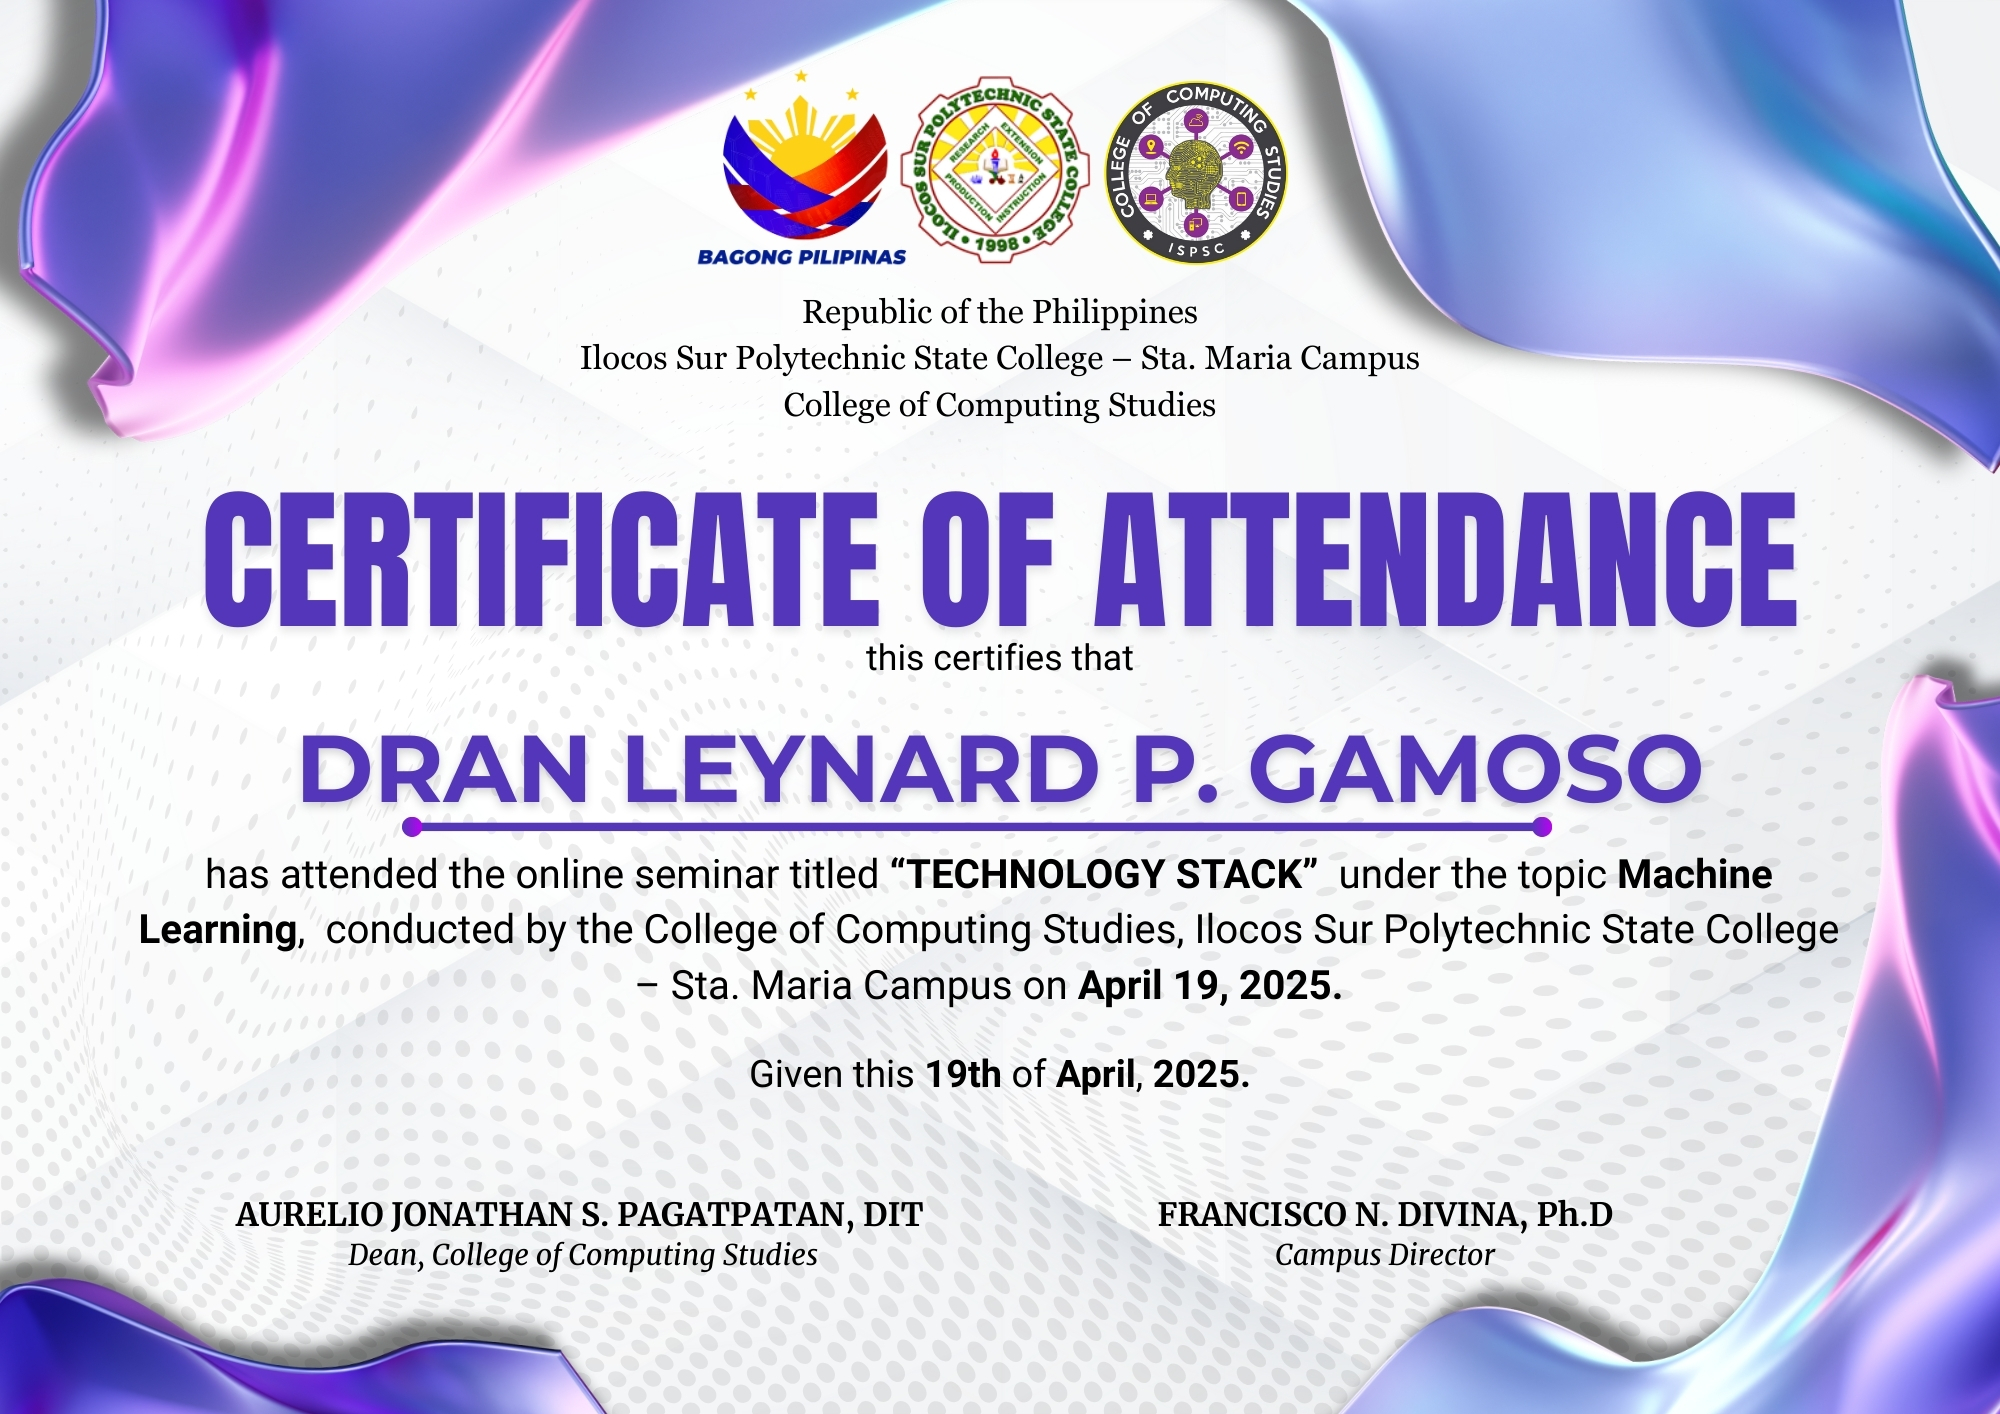 BAGONG PILIPINAS
ILOCOS SUR POLYTECHNIC STATE COLLEGE
RESEARCH
EXTENSION
PRODUCTION
INSTRUCTION
• 1998 •
COLLEGE OF COMPUTING STUDIES
ISPSC
Republic of the Philippines
Ilocos Sur Polytechnic State College – Sta. Maria Campus
College of Computing Studies
CERTIFICATE OF ATTENDANCE
this certifies that
DRAN LEYNARD P. GAMOSO
has attended the online seminar titled “TECHNOLOGY STACK” under the topic Machine
Learning, conducted by the College of Computing Studies, Ilocos Sur Polytechnic State College
– Sta. Maria Campus on April 19, 2025.
Given this 19th of April, 2025.
AURELIO JONATHAN S. PAGATPATAN, DIT
Dean, College of Computing Studies
FRANCISCO N. DIVINA, Ph.D
Campus Director